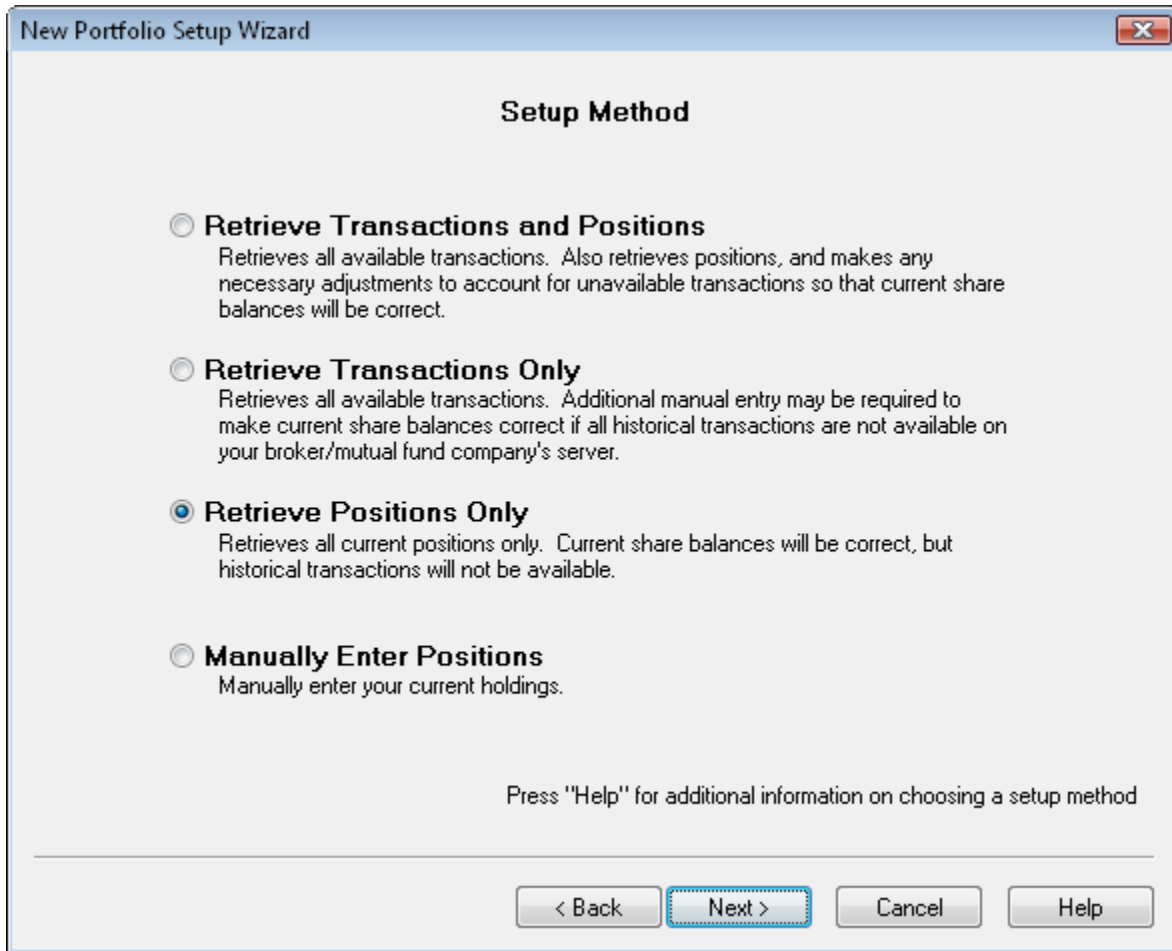 New Portfolio Setup Wizard
Setup Method
Retrieve Transactions and Positions
Retrieves all available transactions.  Also retrieves positions, and makes any
necessary adjustments to account for unavailable transactions so that current share
balances will be correct.
Retrieve Transactions Only
Retrieves all available transactions.  Additional manual entry may be required to
make current share balances correct if all historical transactions are not available on
your broker/mutual fund company's server.
Retrieve Positions Only
Retrieves all current positions only.  Current share balances will be correct, but
historical transactions will not be available.
Manually Enter Positions
Manually enter your current holdings.
Press "Help" for additional information on choosing a setup method
< Back
Next >
Cancel
Help